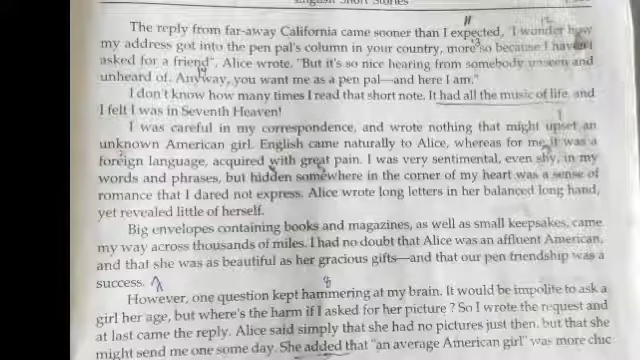 English Short Stories
The reply from far-away California came sooner than I expected, "I wonder how
my address got into the pen pal's column in your country, more so because I haven't
asked for a friend", Alice wrote. "But it's so nice hearing from somebody unseen and
unheard of. Anyway, you want me as a pen pal—and here I am."
I don't know how many times I read that short note. It had all the music of life, and
I felt I was in Seventh Heaven!
I was careful in my correspondence, and wrote nothing that might upset an
unknown American girl. English came naturally to Alice, whereas for me, it was a
foreign language, acquired with great pain. I was very sentimental, even shy, in my
words and phrases, but hidden somewhere in the corner of my heart was a sense of
romance that I dared not express. Alice wrote long letters in her balanced long hand,
yet revealed little of herself.
Big envelopes containing books and magazines, as well as small keepsakes, came
my way across thousands of miles. I had no doubt that Alice was an affluent American,
and that she was as beautiful as her gracious gifts—and that our pen friendship was a
success.
However, one question kept hammering at my brain. It would be impolite to ask a
girl her age, but where's the harm if I asked for her picture ? So I wrote the request and
at last came the reply. Alice said simply that she had no pictures just then, but that she
might send me one some day. She added that "an average American girl" was more chic